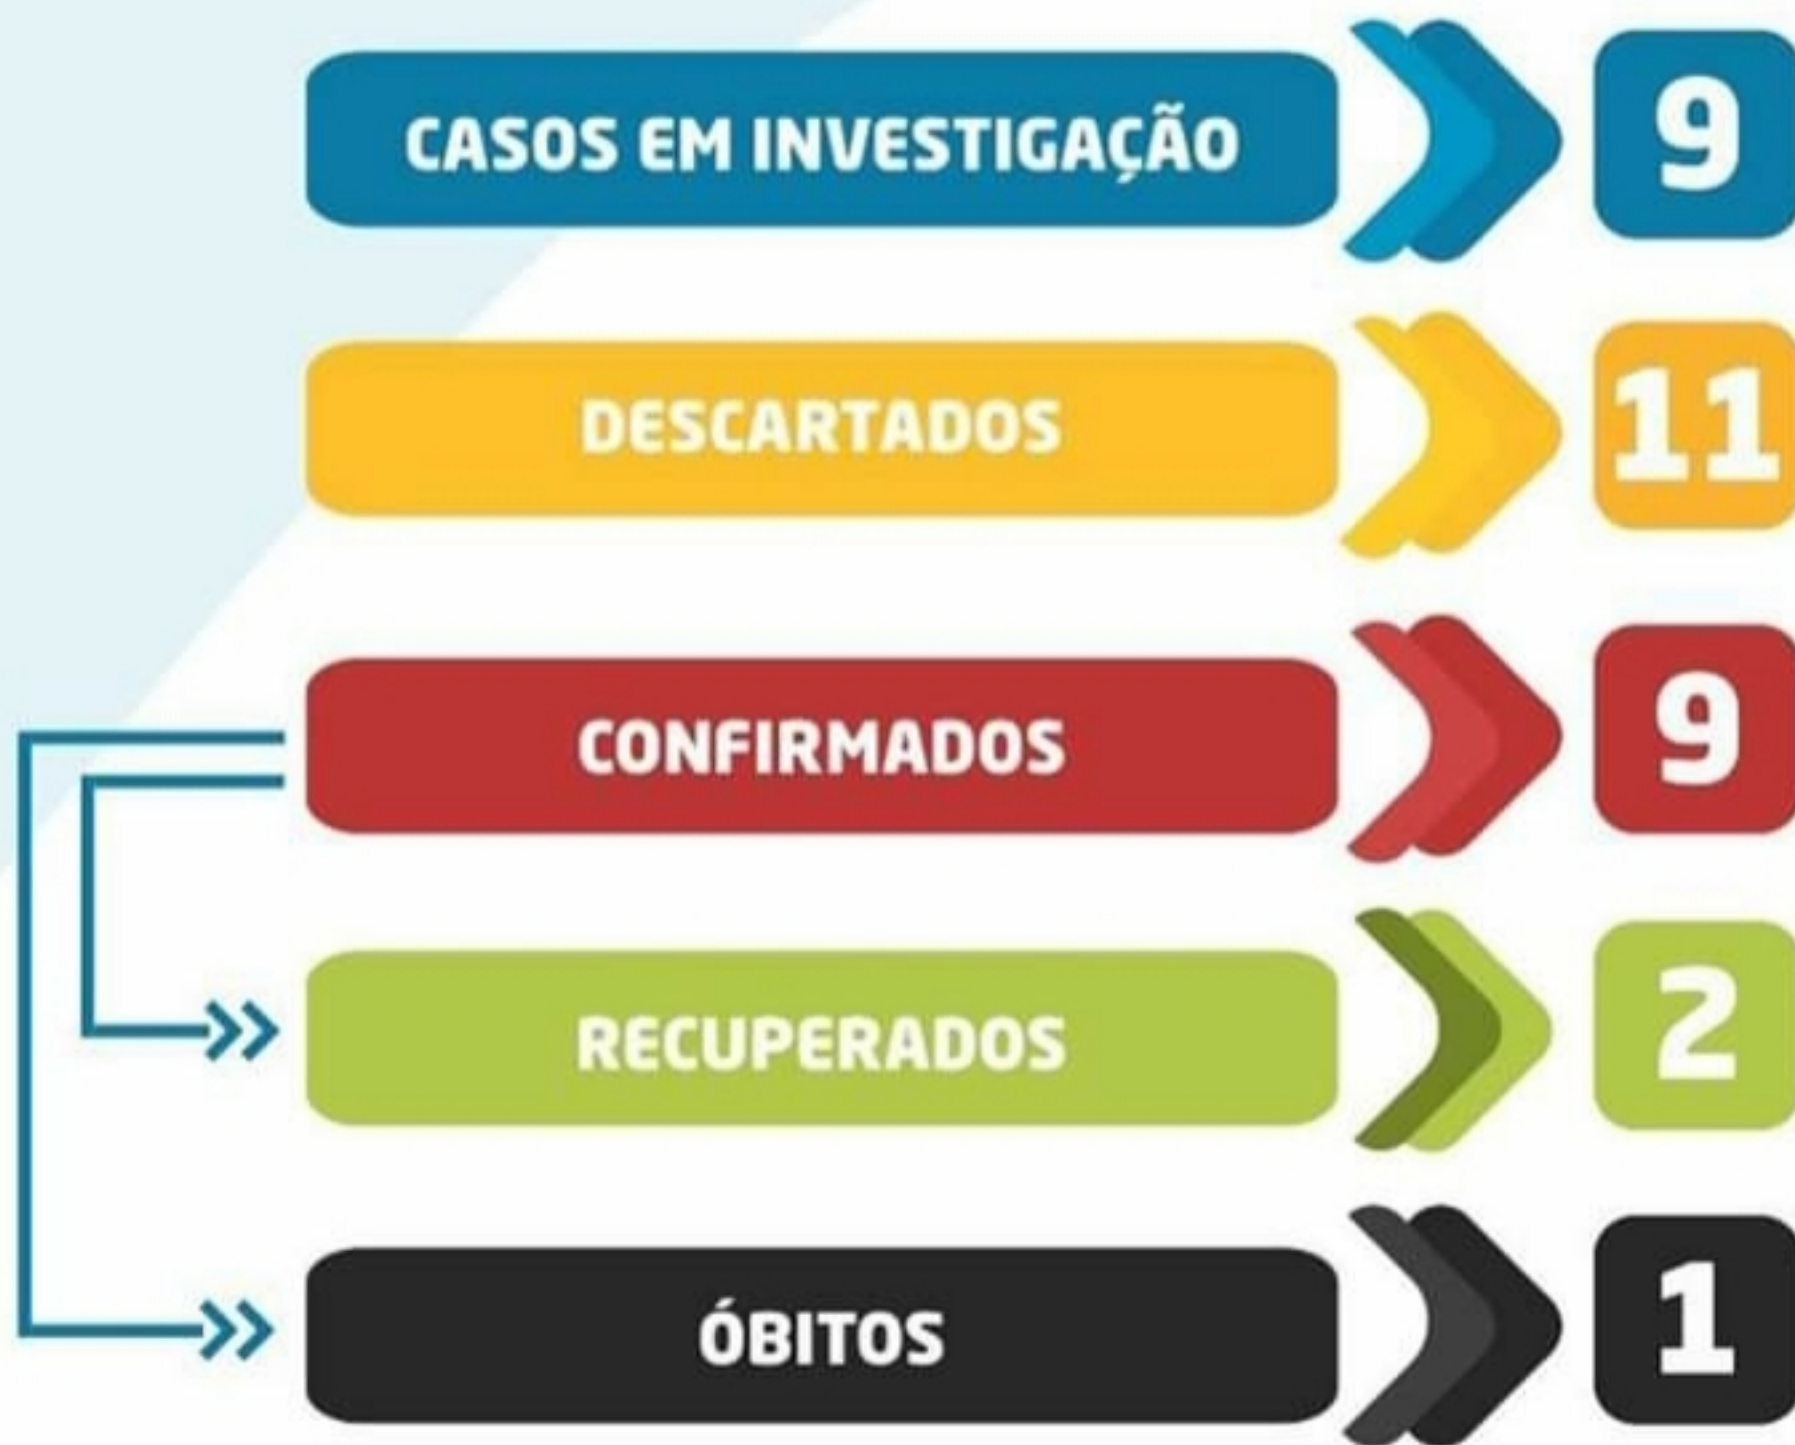 CASOS EM INVESTIGAÇÃO 9
DESCARTADOS 11
CONFIRMADOS 9
RECUPERADOS 2
ÓBITOS 1